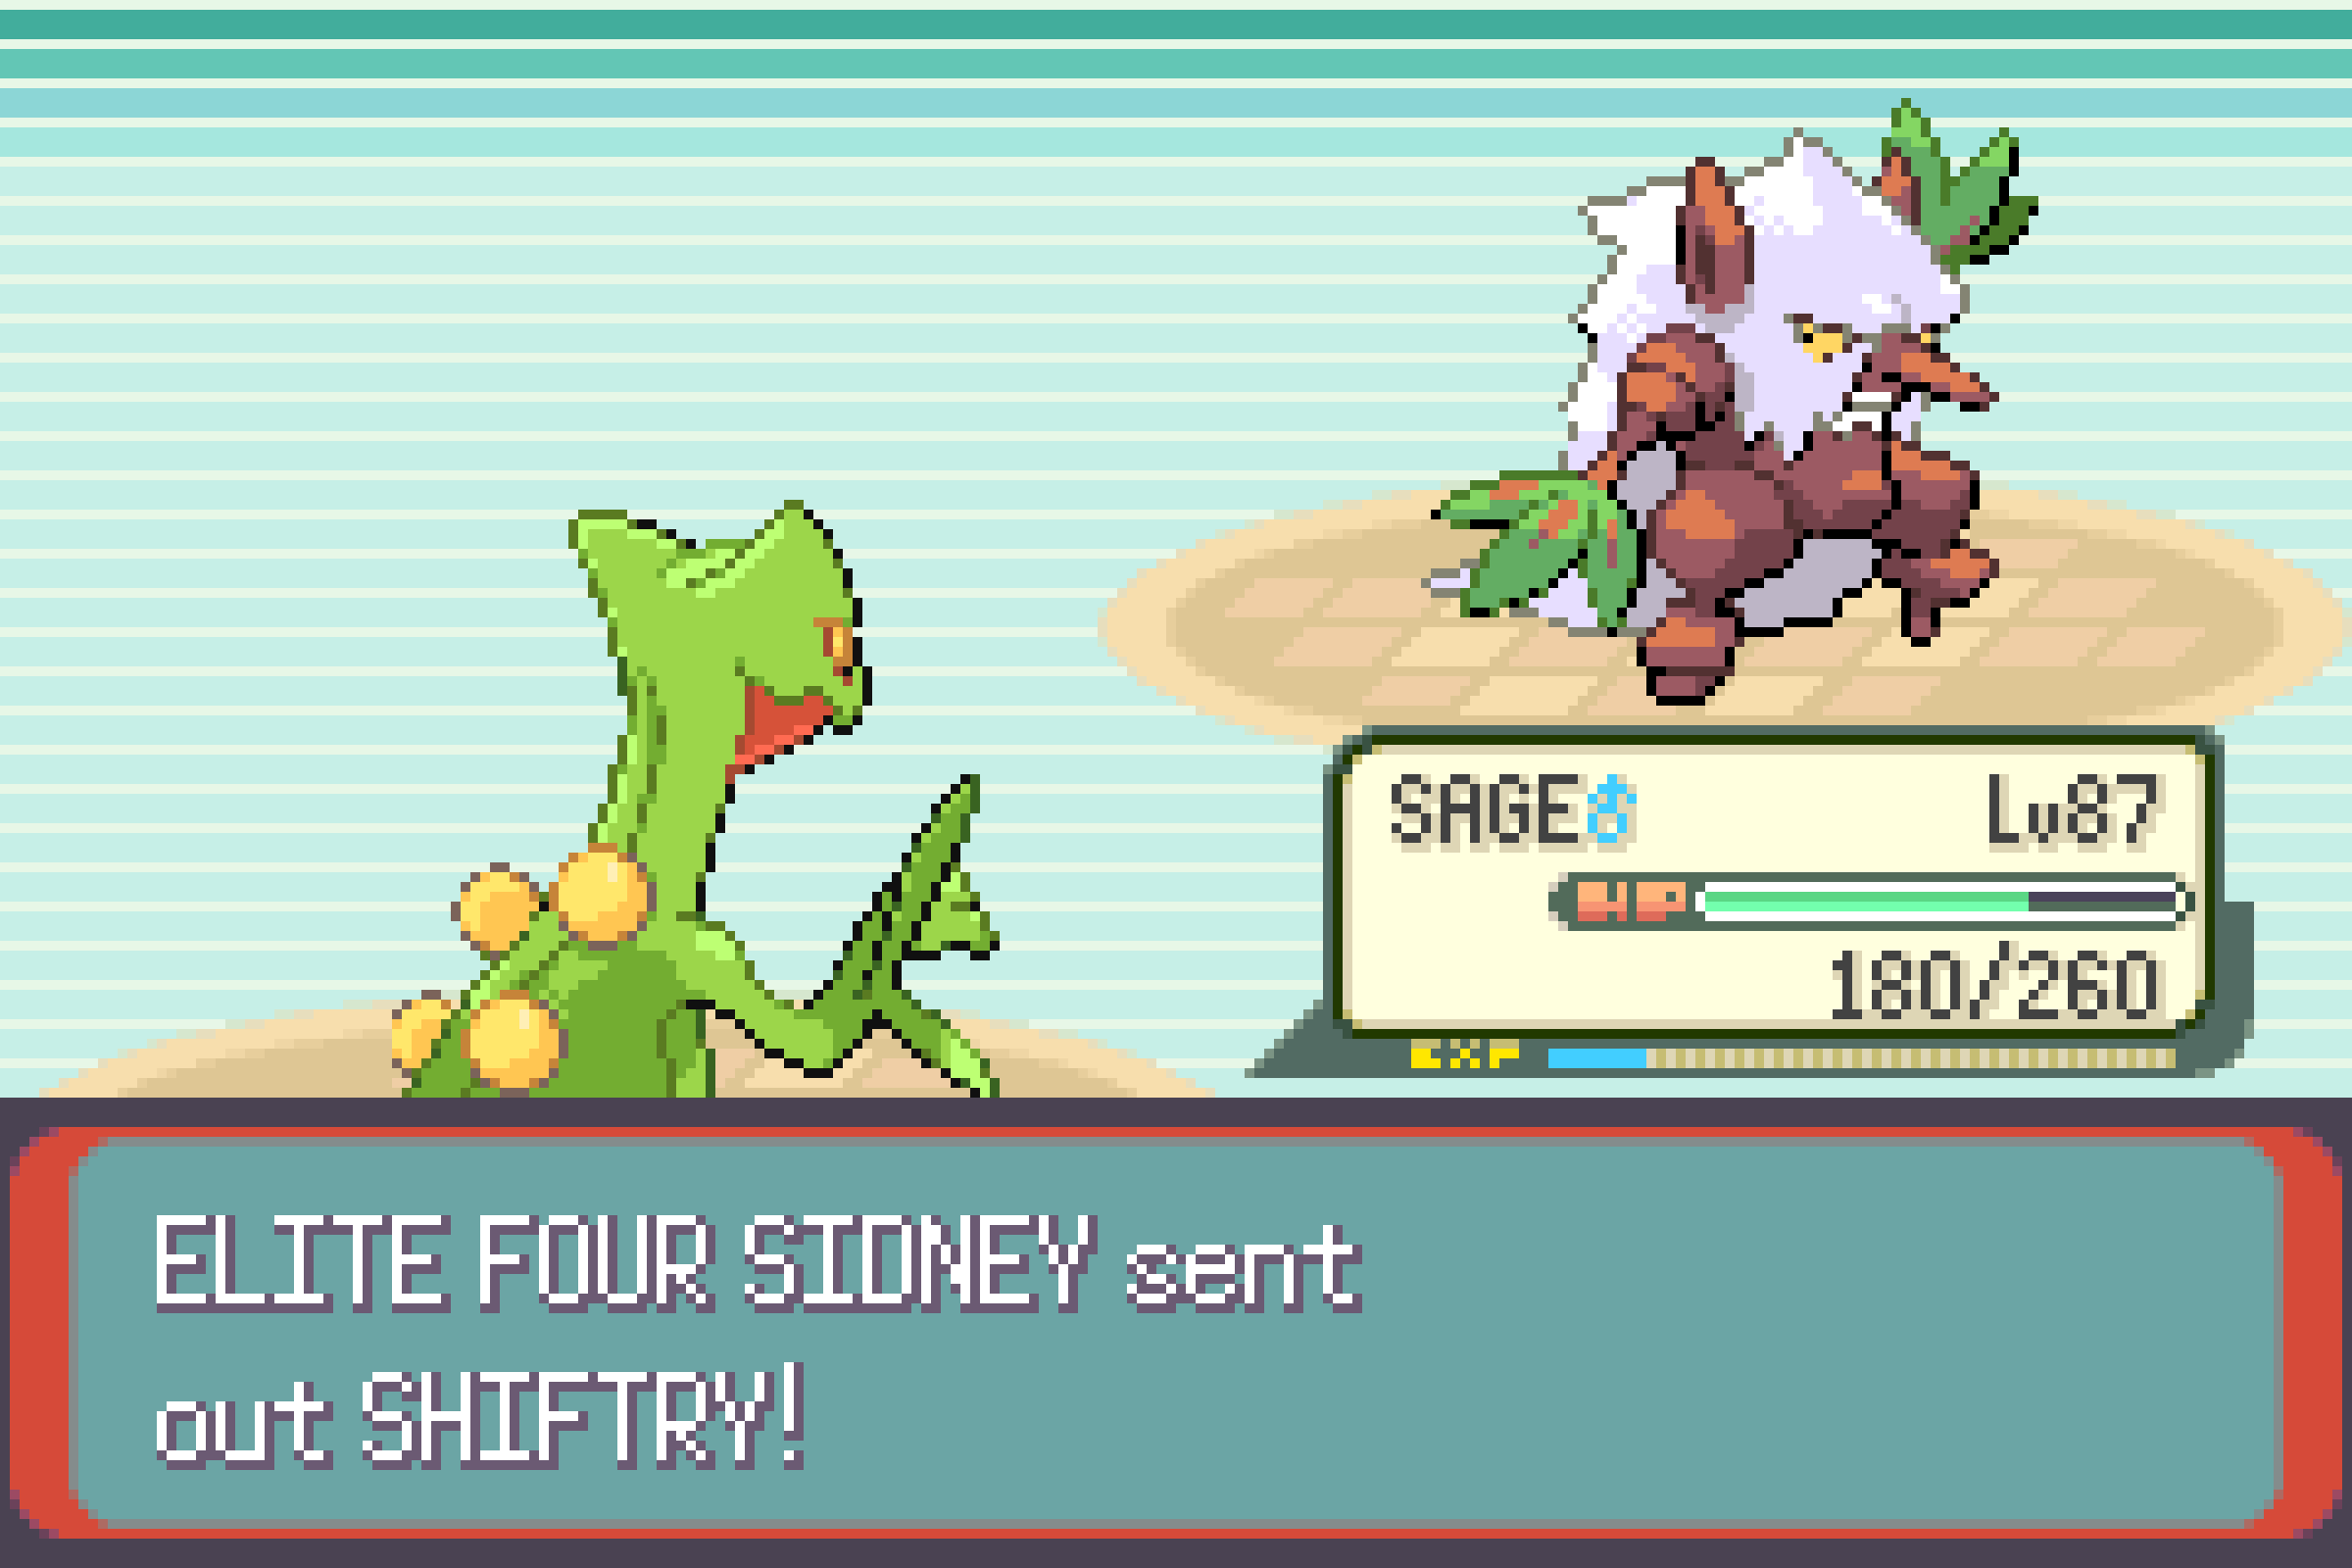 SAGE♂ Lv87
HP
180/260
EXP
ELITE FOUR SIDNEY sent
out SHIFTRY!